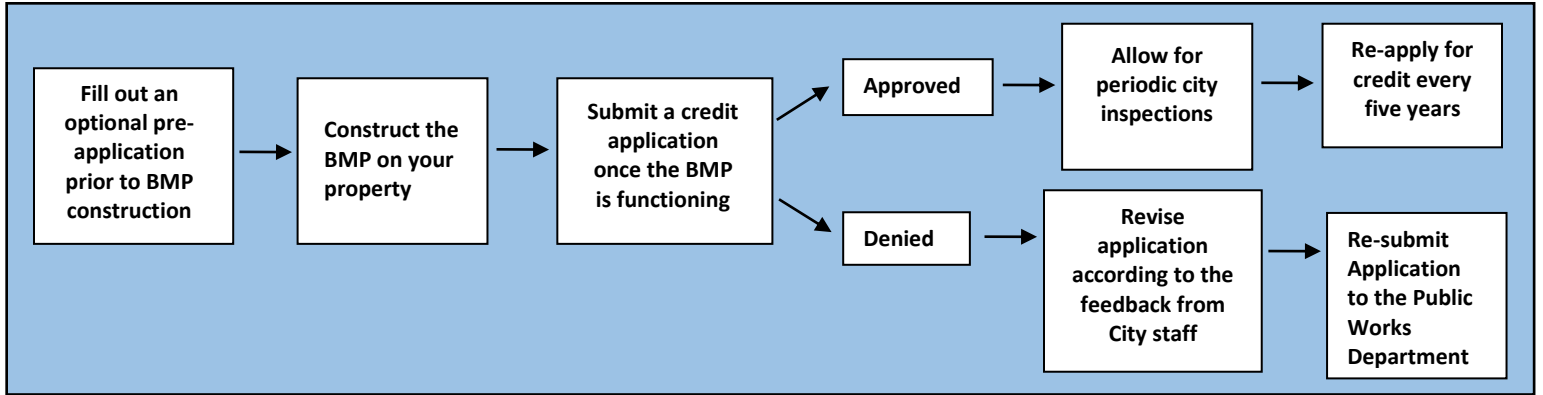 Fill out an
optional pre-
application
prior to BMP
construction
Construct the
BMP on your
property
Submit a credit
application
once the BMP
is functioning
Approved
Allow for
periodic city
inspections
Re-apply for
credit every
five years
Denied
Revise
application
according to the
feedback from
City staff
Re-submit
Application
to the Public
Works
Department